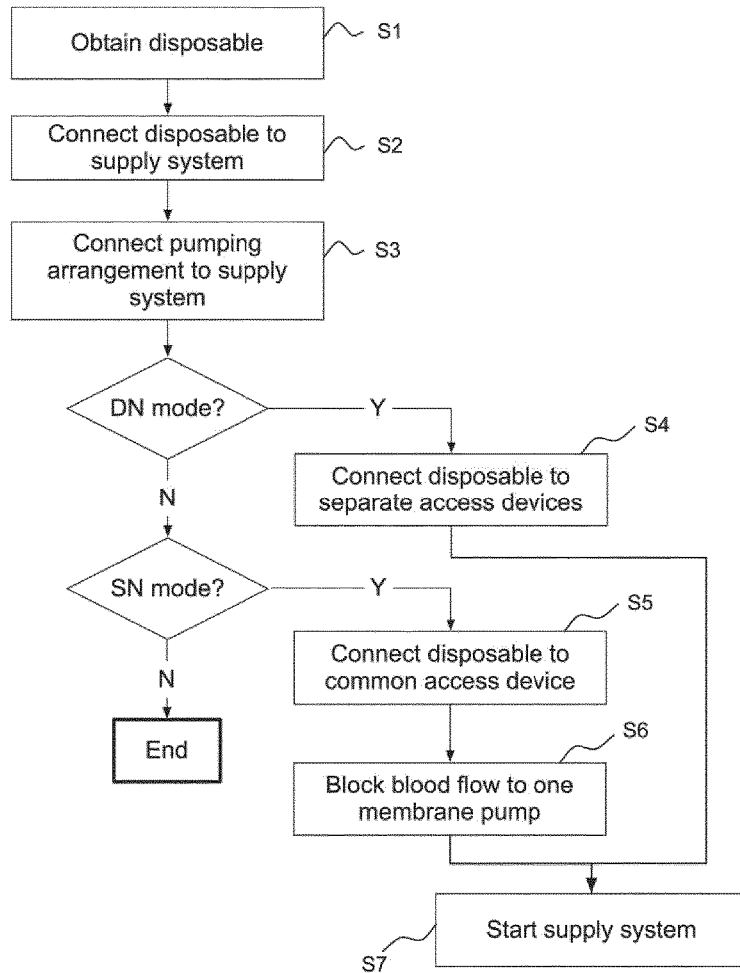 Obtain disposable
S1
Connect disposable to
supply system
S2
Connect pumping
arrangement to supply
system
S3
DN mode?
Y
N
S4
Connect disposable to
separate access devices
SN mode?
Y
N
S5
Connect disposable to
common access device
End
S6
Block blood flow to one
membrane pump
Start supply system
S7